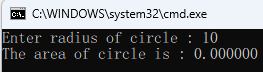 C:\WINDOWS\system32\cmd.exe
Enter radius of circle : 10
The area of circle is : 0.000000